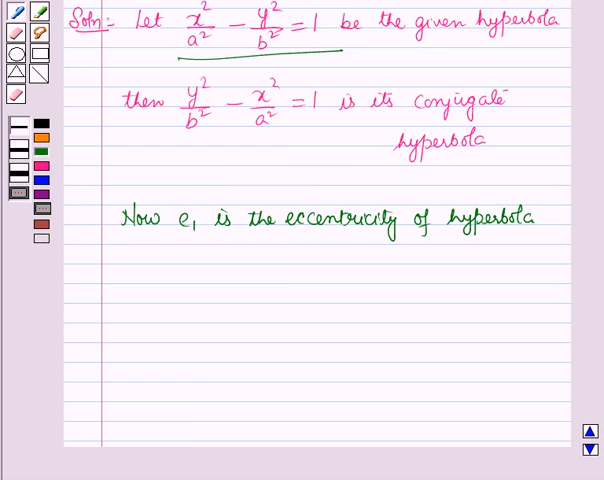 Soln:- Let x²/a² - y²/b² = 1 be the given hyperbola
then y²/b² - x²/a² = 1 is its conjugate
hyperbola
Now e₁ is the eccentricity of hyperbola